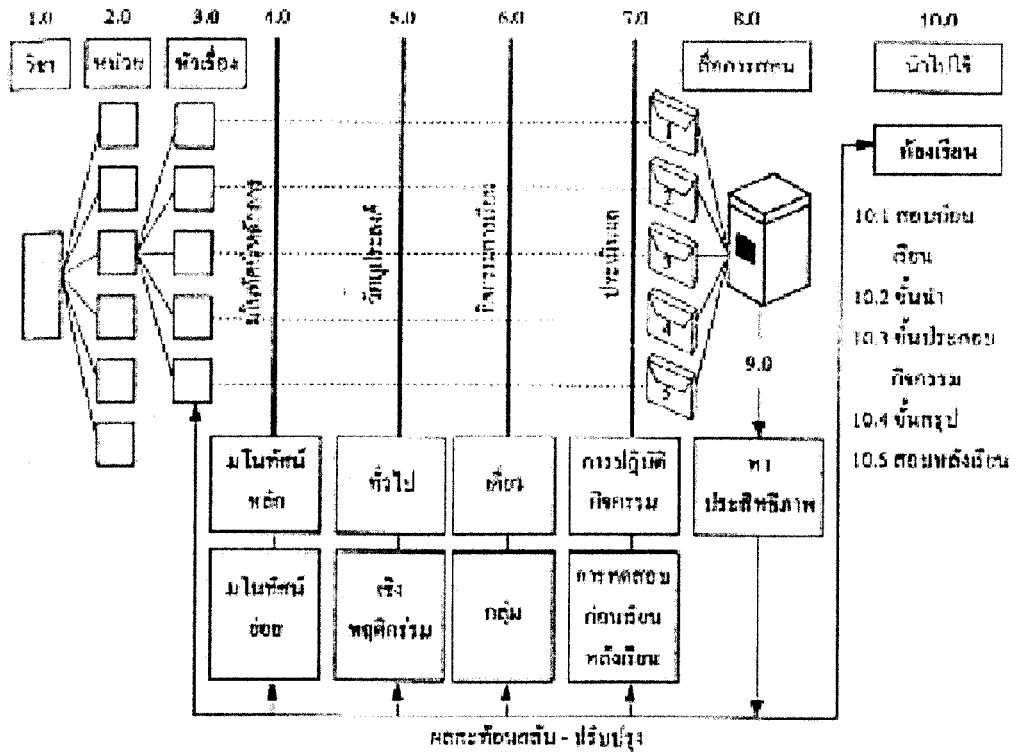 1.0 2.0 3.0 4.0 5.0 6.0 7.0 8.0 10.0
วิชา หน่วย หัวเรื่อง สื่อการสอน นำไปใช้
1
2
3
4
5
มโนทัศน์/หลักการ
วัตถุประสงค์
กิจกรรมการเรียน
ประเมินผล
ห้องเรียน
10.1 สอบก่อน
เรียน
10.2 ขั้นนำ
10.3 ขั้นประกอบ
กิจกรรม
10.4 ขั้นสรุป
10.5 สอบหลังเรียน
9.0
มโนทัศน์
หลัก
ทั่วไป
เดี่ยว
การปฏิบัติ
กิจกรรม
หา
ประสิทธิภาพ
มโนทัศน์
ย่อย
เชิง
พฤติกรรม
กลุ่ม
การทดสอบ
ก่อนเรียน
หลังเรียน
ผลสะท้อนกลับ - ปรับปรุง